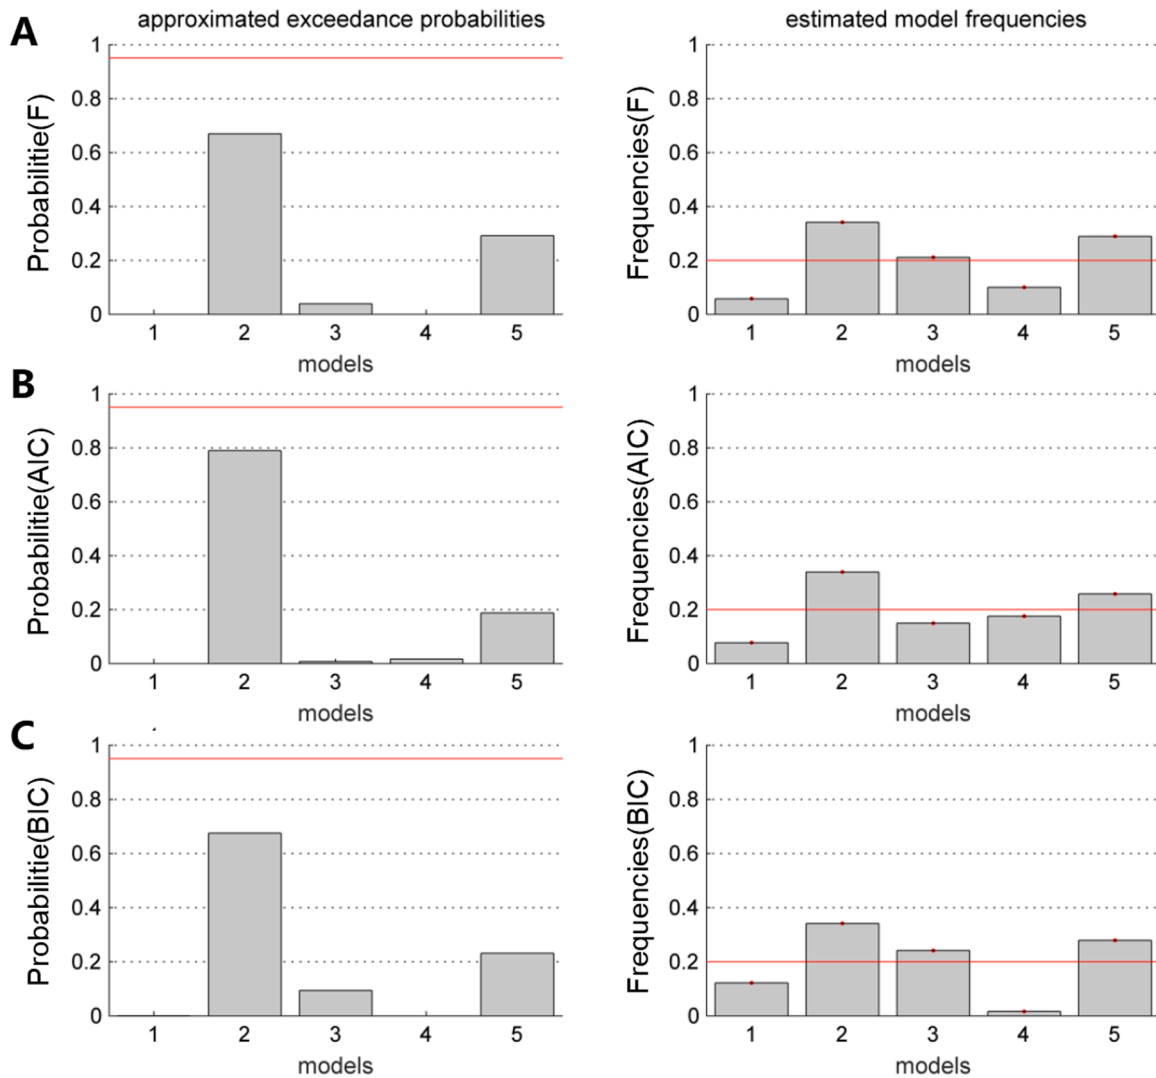 A
approximated exceedance probabilities
Probabilitie(F)
1
0.8
0.6
0.4
0.2
0
1 2 3 4 5
models
estimated model frequencies
Frequencies(F)
1
0.8
0.6
0.4
0.2
0
1 2 3 4 5
models
B
Probabilitie(AIC)
1
0.8
0.6
0.4
0.2
0
1 2 3 4 5
models
Frequencies(AIC)
1
0.8
0.6
0.4
0.2
0
1 2 3 4 5
models
C
Probabilitie(BIC)
1
0.8
0.6
0.4
0.2
0
1 2 3 4 5
models
Frequencies(BIC)
1
0.8
0.6
0.4
0.2
0
1 2 3 4 5
models